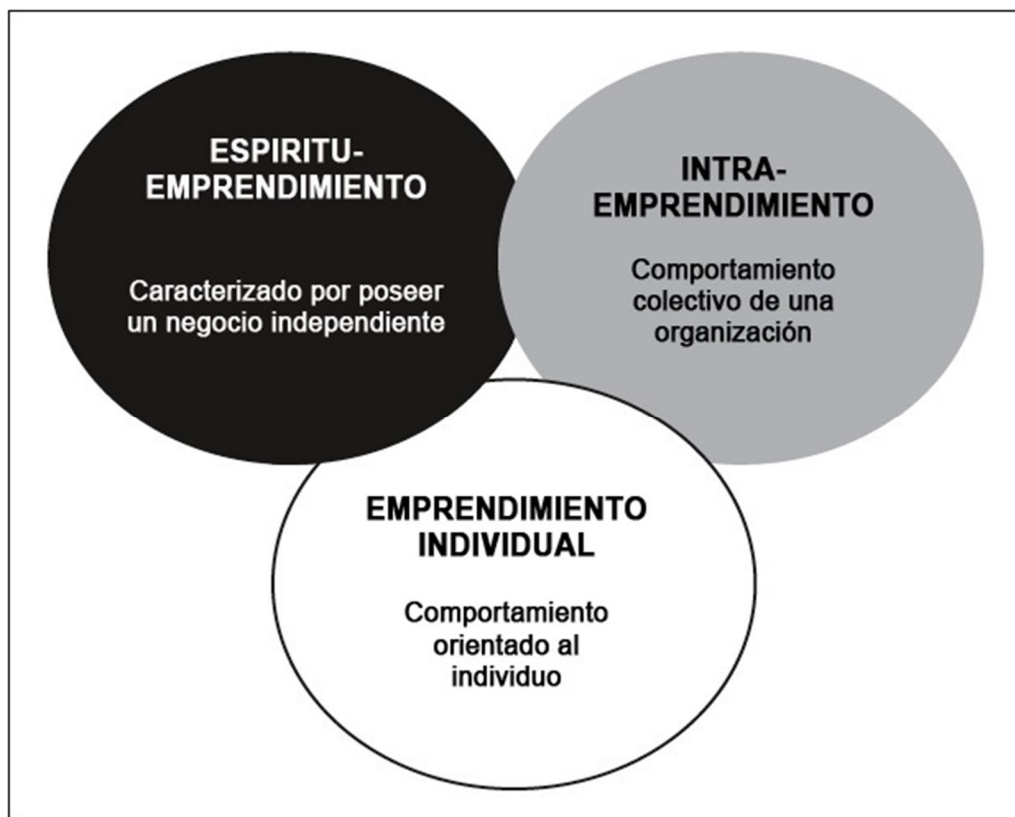 ESPIRITU-
EMPRENDIMIENTO
Caracterizado por poseer
un negocio independiente
INTRA-
EMPRENDIMIENTO
Comportamiento
colectivo de una
organización
EMPRENDIMIENTO
INDIVIDUAL
Comportamiento
orientado al
individuo